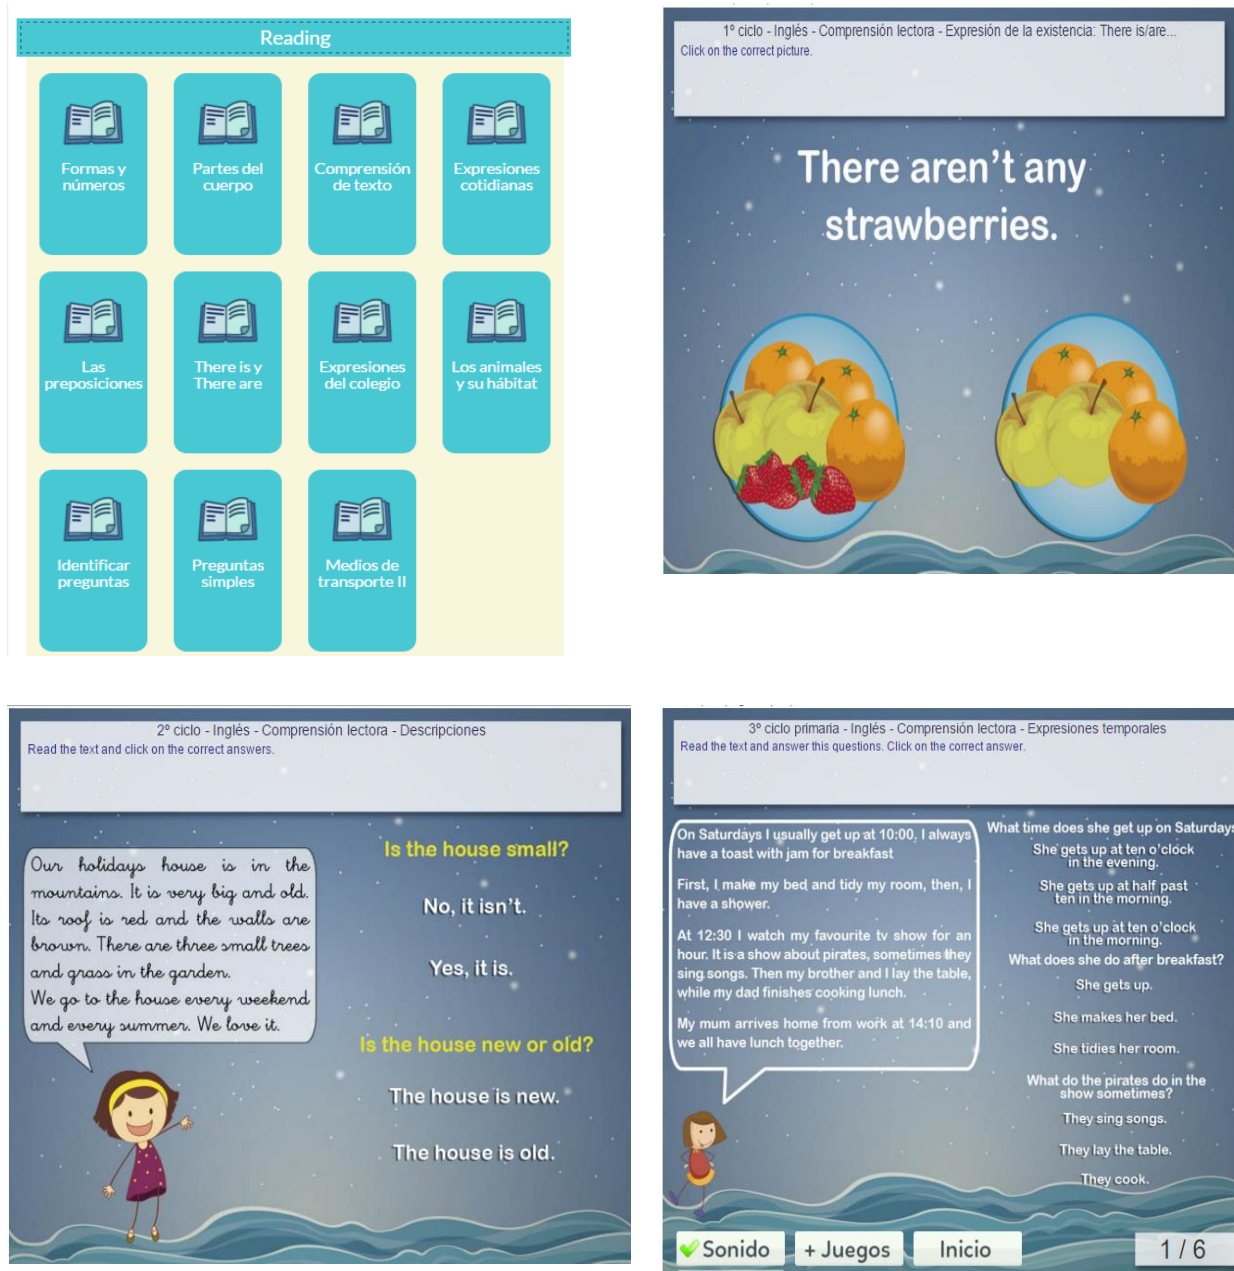 Reading
Formas y
números
Partes del
cuerpo
Comprensión
de texto
Expresiones
cotidianas
Las
preposiciones
There is y
There are
Expresiones
del colegio
Los animales
y su hábitat
Identificar
preguntas
Preguntas
simples
Medios de
transporte II
1º ciclo - Inglés - Comprensión lectora - Expresión de la existencia: There is/are...
Click on the correct picture.
There aren't any
strawberries.
2º ciclo - Inglés - Comprensión lectora - Descripciones
Read the text and click on the correct answers.
Our holidays house is in the
mountains. It is very big and old.
Its roof is red and the walls are
brown. There are three small trees
and grass in the garden.
We go to the house every weekend
and every summer. We love it.
Is the house small?
No, it isn't.
Yes, it is.
Is the house new or old?
The house is new.
The house is old.
3º ciclo primaria - Inglés - Comprensión lectora - Expresiones temporales
Read the text and answer this questions. Click on the correct answer.
On Saturdays I usually get up at 10:00, I always
have a toast with jam for breakfast
First, I make my bed and tidy my room, then, I
have a shower.
At 12:30 I watch my favourite tv show for an
hour. It is a show about pirates, sometimes they
sing songs. Then my brother and I lay the table,
while my dad finishes cooking lunch.
My mum arrives home from work at 14:10 and
we all have lunch together.
What time does she get up on Saturdays
She gets up at ten o'clock
in the evening.
She gets up at half past
ten in the morning.
She gets up at ten o'clock
in the morning.
What does she do after breakfast?
She gets up.
She makes her bed.
She tidies her room.
What do the pirates do in the
show sometimes?
They sing songs.
They lay the table.
They cook.
Sonido
+ Juegos
Inicio
1 / 6